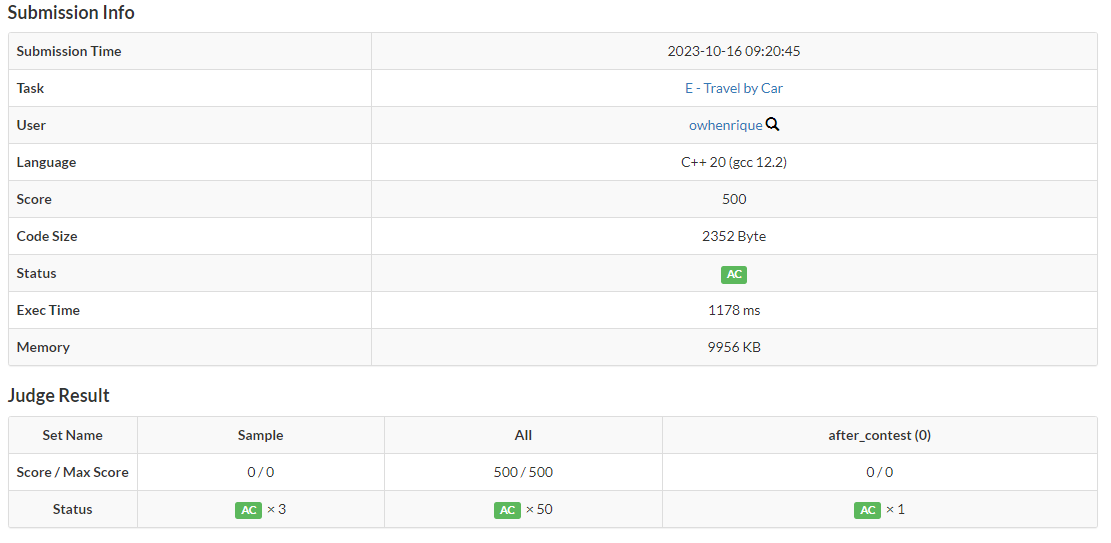 Submission Info
Submission Time 2023-10-16 09:20:45
Task E - Travel by Car
User owhenrique
Language C++ 20 (gcc 12.2)
Score 500
Code Size 2352 Byte
Status AC
Exec Time 1178 ms
Memory 9956 KB
Judge Result
Set Name Sample All after_contest (0)
Score / Max Score 0 / 0 500 / 500 0 / 0
Status AC × 3 AC × 50 AC × 1